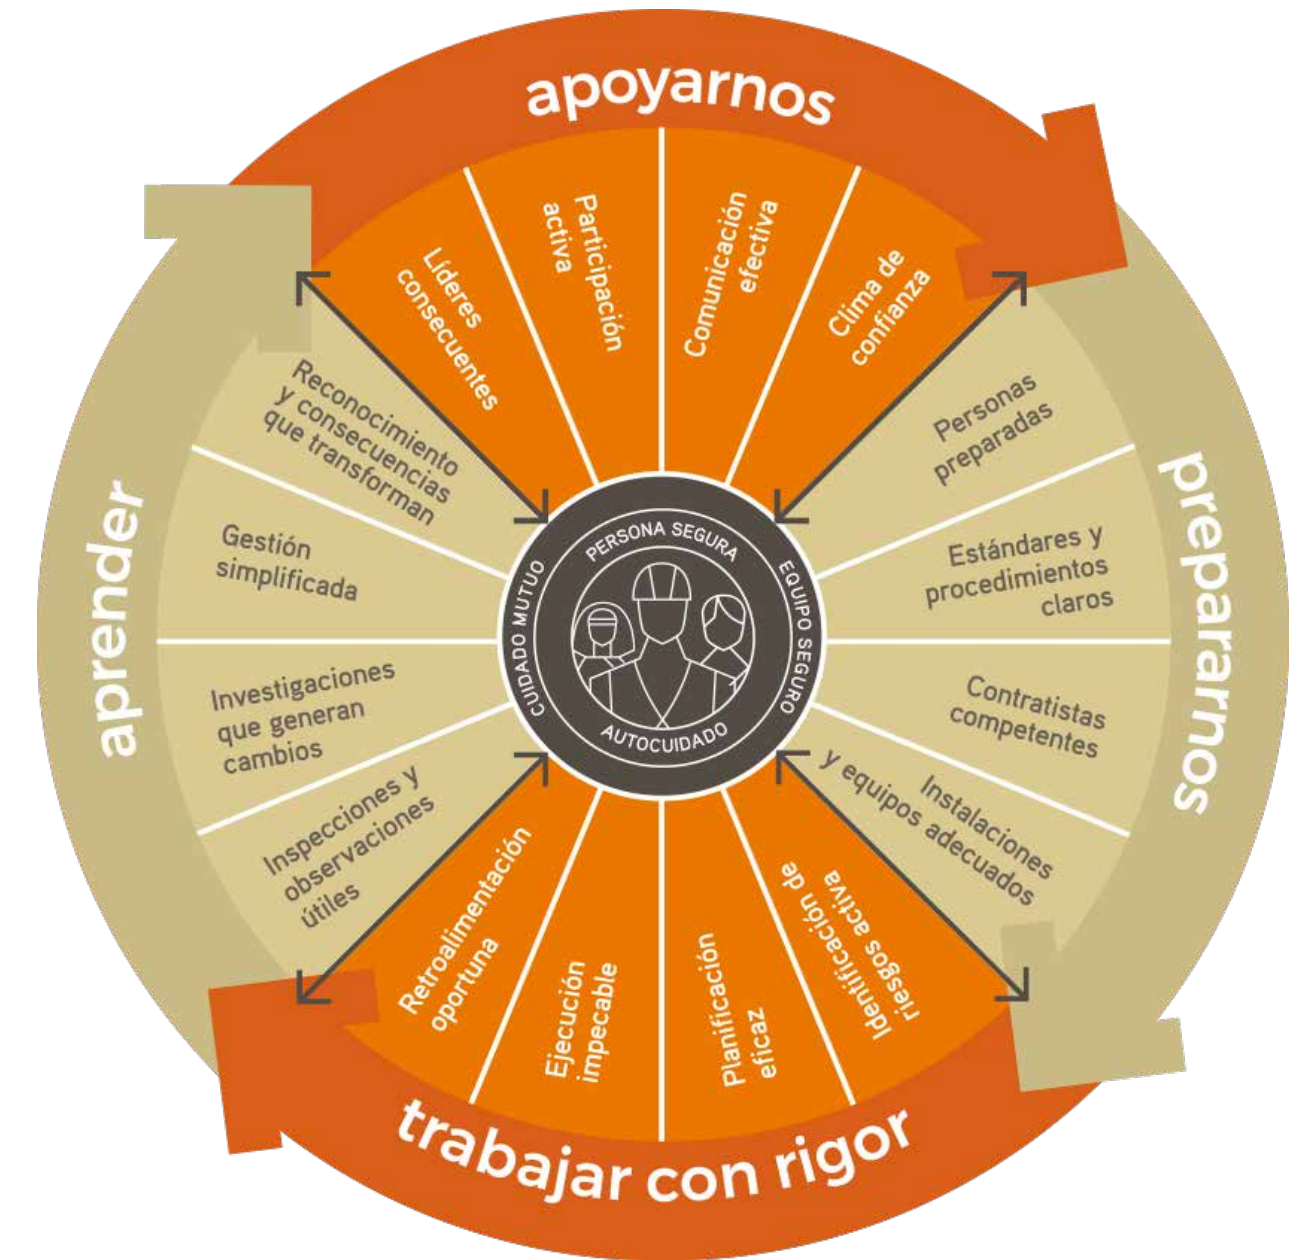 apoyarnos
Líderes
consecuentes
Participación
activa
Comunicación
efectiva
Clima de
confianza
prepararnos
Personas
preparadas
Estándares y
procedimientos
claros
Contratistas
competentes
Instalaciones
y equipos adecuados
trabajar con rigor
Identificación de
riesgos activa
Planificación
eficaz
Ejecución
impecable
Retroalimentación
oportuna
aprender
Inspecciones y
observaciones
útiles
Investigaciones
que generan
cambios
Gestión
simplificada
Reconocimiento
y consecuencias
que transforman
PERSONA SEGURA
EQUIPO SEGURO
AUTOCUIDADO
CUIDADO MUTUO